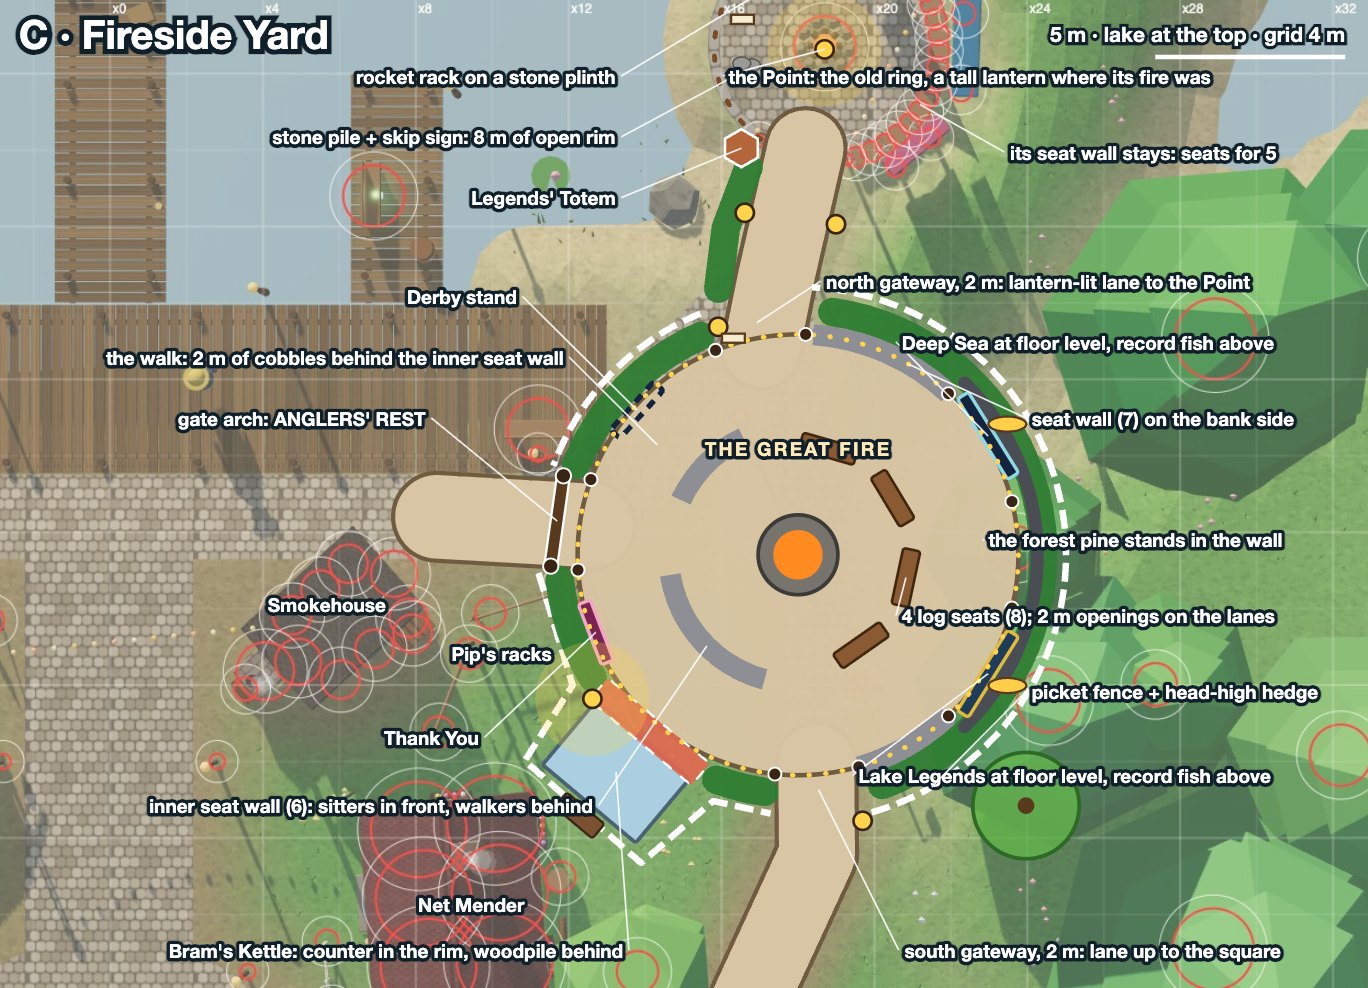 x0 x4 x8 x12 x16 x20 x24 x28 x32
C · Fireside Yard
5 m · lake at the top · grid 4 m
rocket rack on a stone plinth
the Point: the old ring, a tall lantern where its fire was
stone pile + skip sign: 8 m of open rim
its seat wall stays: seats for 5
Legends' Totem
north gateway, 2 m: lantern-lit lane to the Point
Derby stand
Deep Sea at floor level, record fish above
the walk: 2 m of cobbles behind the inner seat wall
gate arch: ANGLERS' REST
seat wall (7) on the bank side
THE GREAT FIRE
the forest pine stands in the wall
Smokehouse
4 log seats (8); 2 m openings on the lanes
Pip's racks
picket fence + head-high hedge
Thank You
Lake Legends at floor level, record fish above
inner seat wall (6): sitters in front, walkers behind
Net Mender
Bram's Kettle: counter in the rim, woodpile behind
south gateway, 2 m: lane up to the square